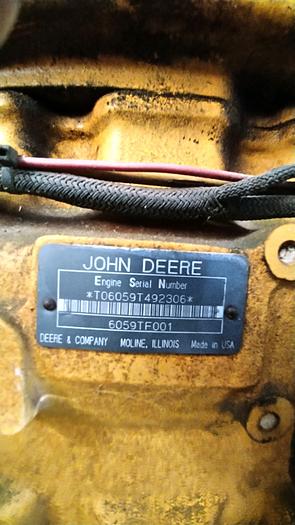 JOHN DEERE
Engine Serial Number
*T06059T492306*
6059TF001
DEERE & COMPANY MOLINE, ILLINOIS Made in USA